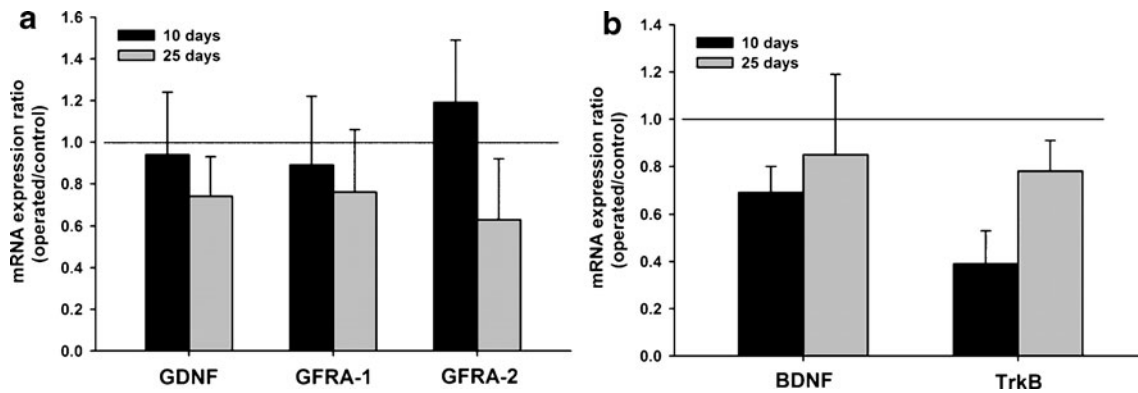 a
mRNA expression ratio
(operated/control)
1.6
1.4
1.2
1.0
0.8
0.6
0.4
0.2
0.0
10 days
25 days
GDNF GFRA-1 GFRA-2
b
mRNA expression ratio
(operated/control)
1.4
1.2
1.0
0.8
0.6
0.4
0.2
0.0
10 days
25 days
BDNF TrkB